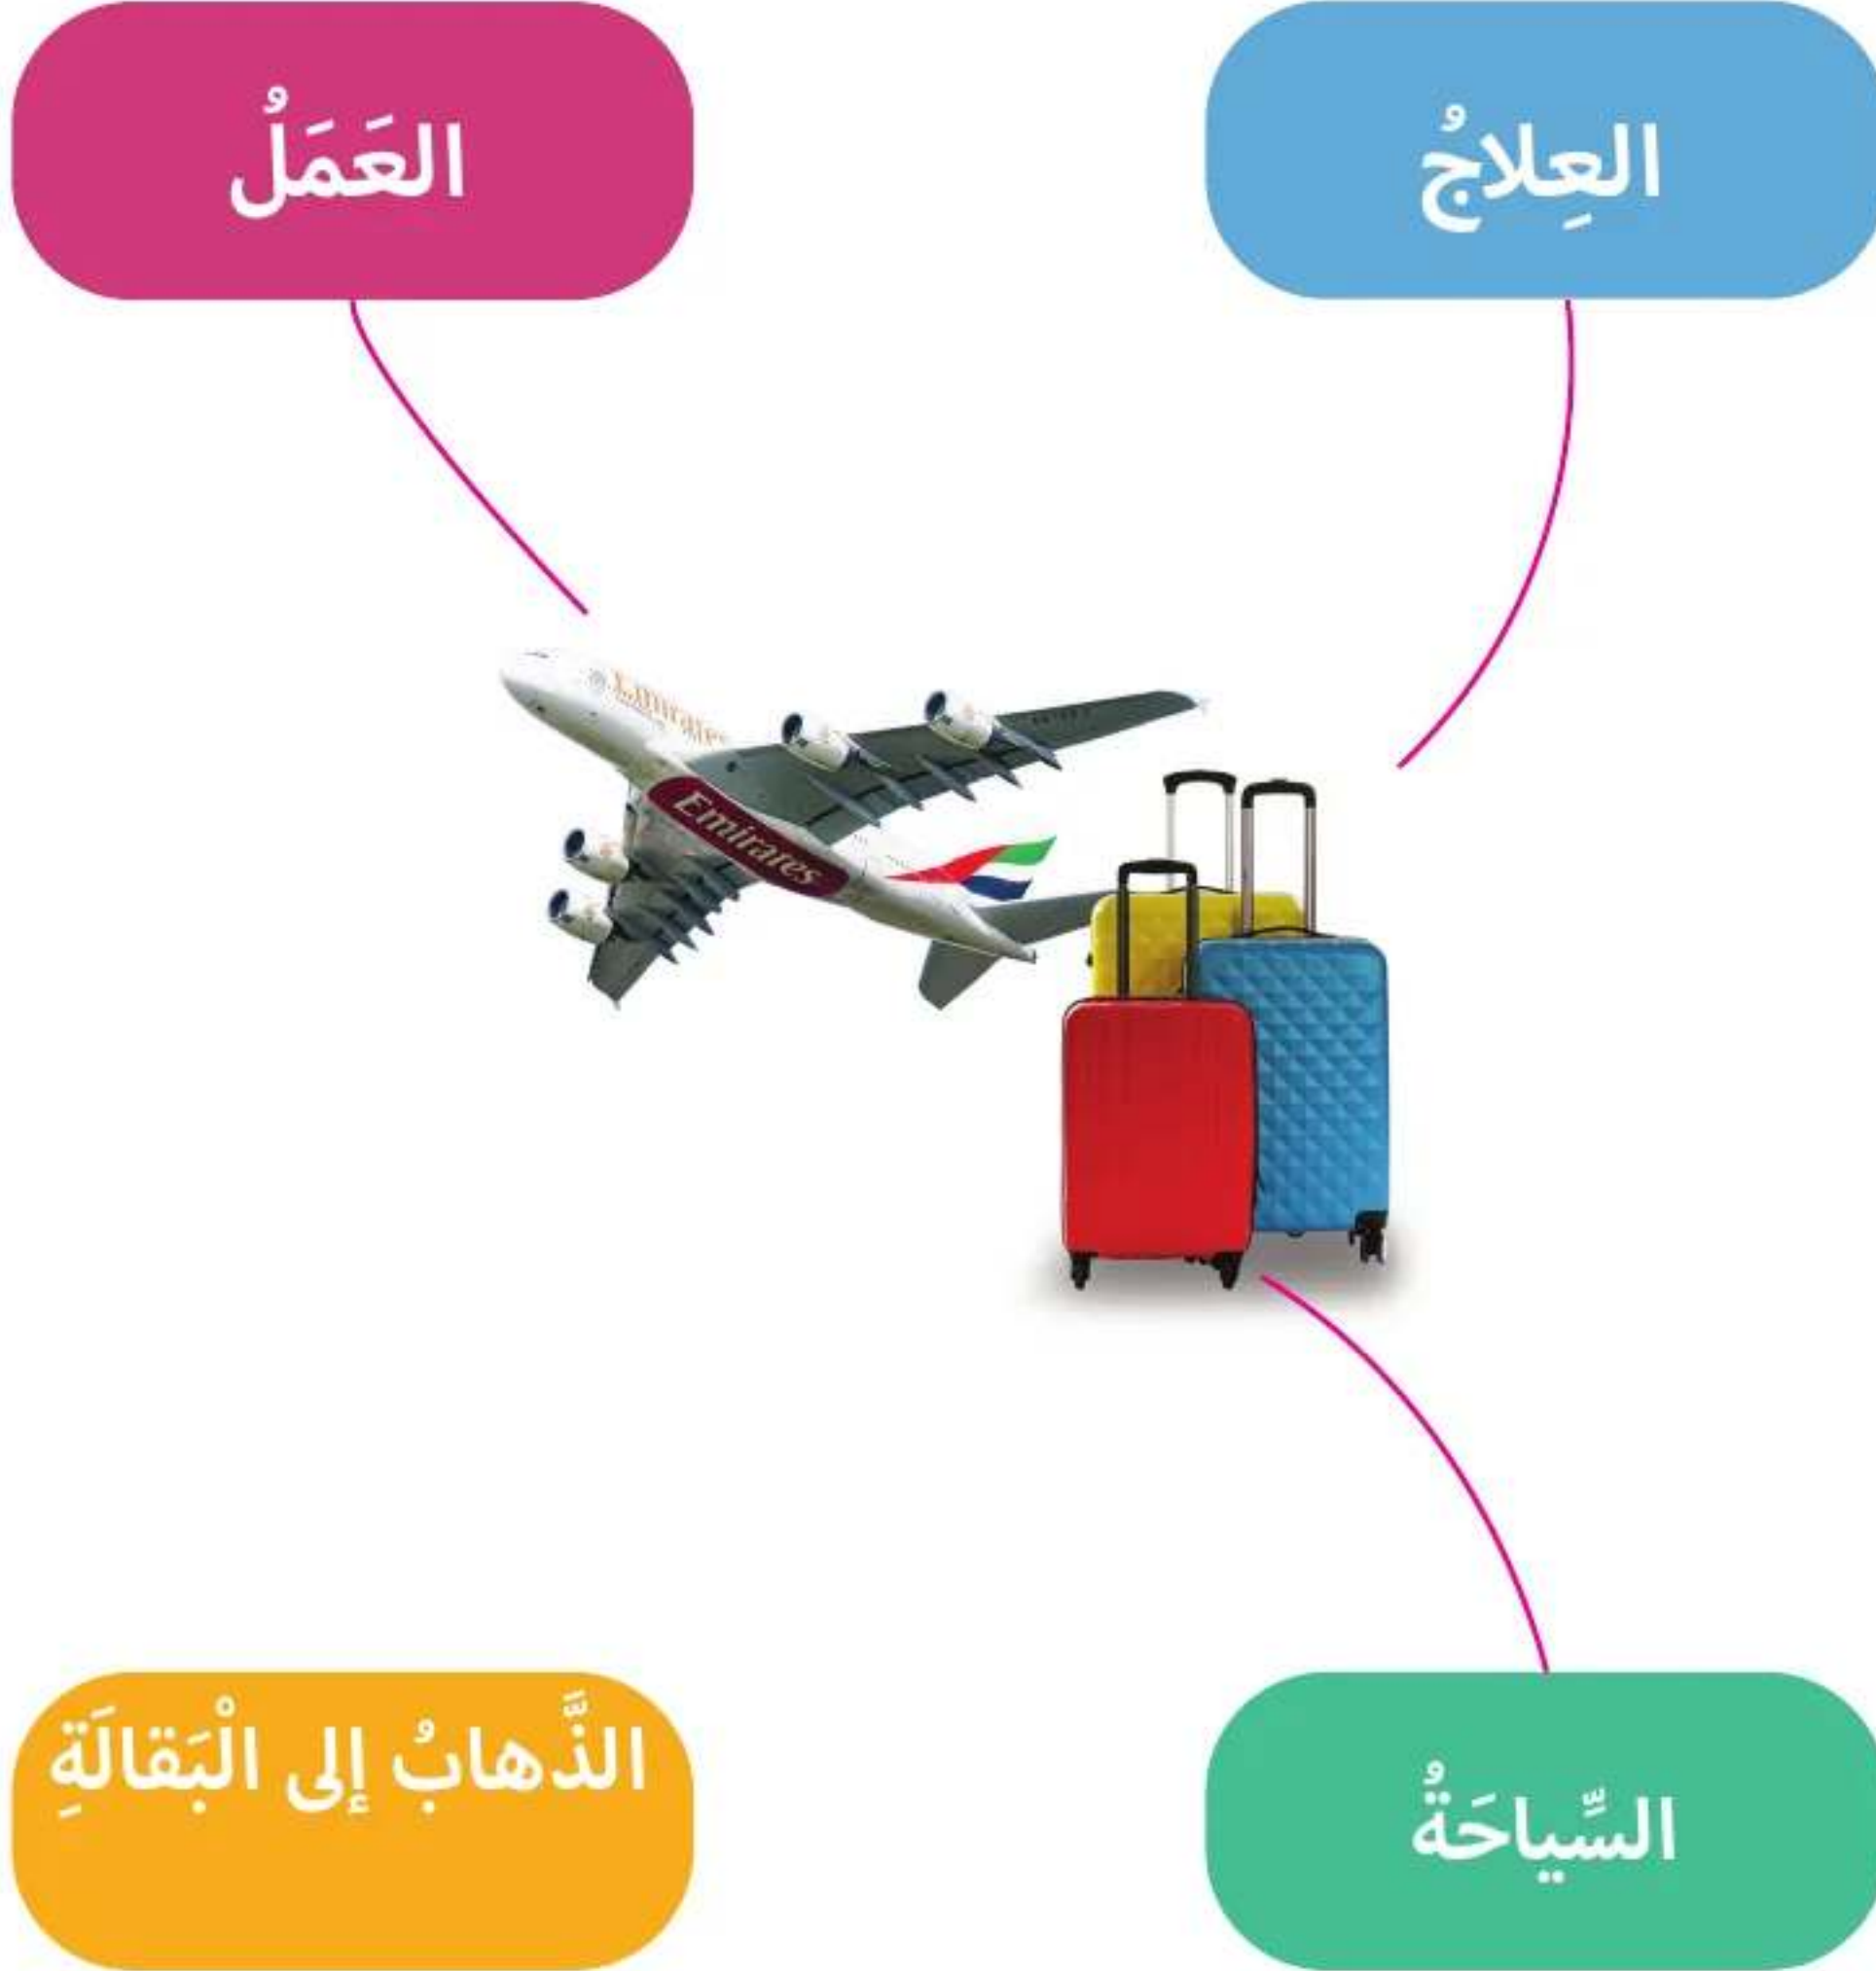 العِلاجُ
العَمَلُ
Emirates
Emirates
السِّياحَةُ
الذَّهابُ إلى الْبَقالَةِ